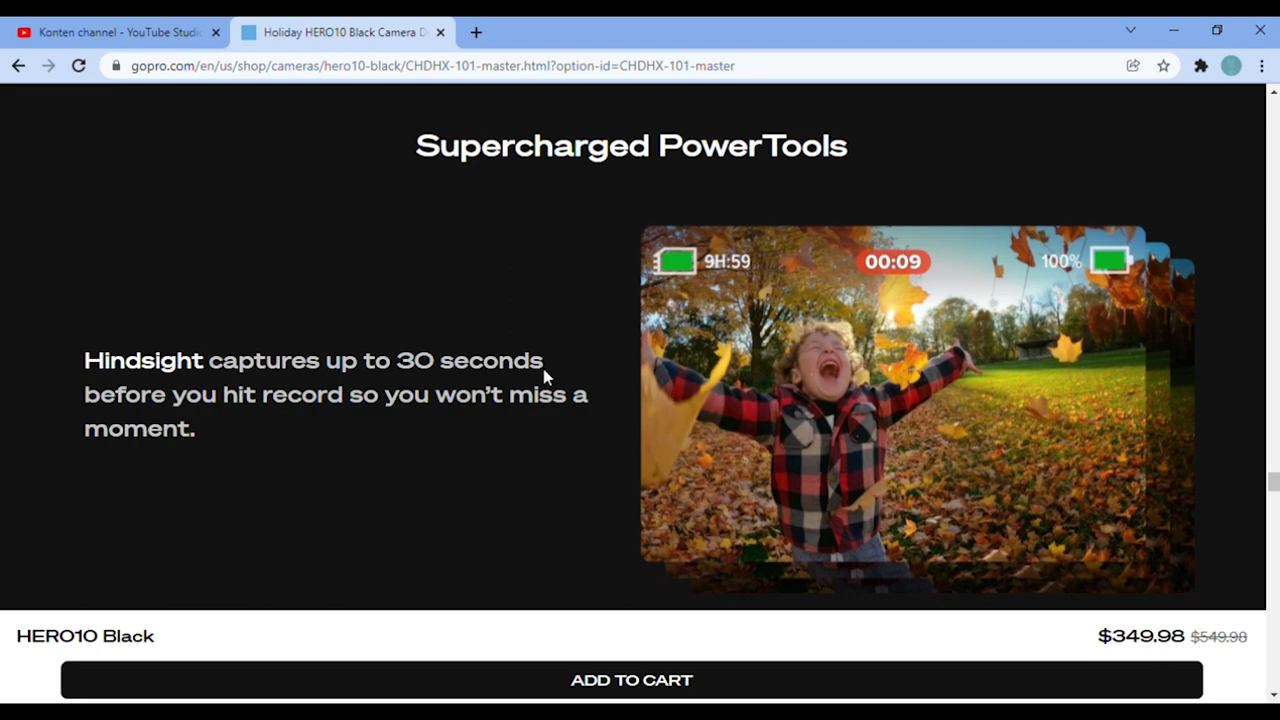 Konten channel - YouTube Studi
Holiday HERO10 Black Camera D
gopro.com/en/us/shop/cameras/hero10-black/CHDHX-101-master.html?option-id=CHDHX-101-master
Supercharged PowerTools
9H:59
00:09
100%
Hindsight captures up to 30 seconds
before you hit record so you won't miss a
moment.
HERO10 Black
$349.98 $549.98
ADD TO CART